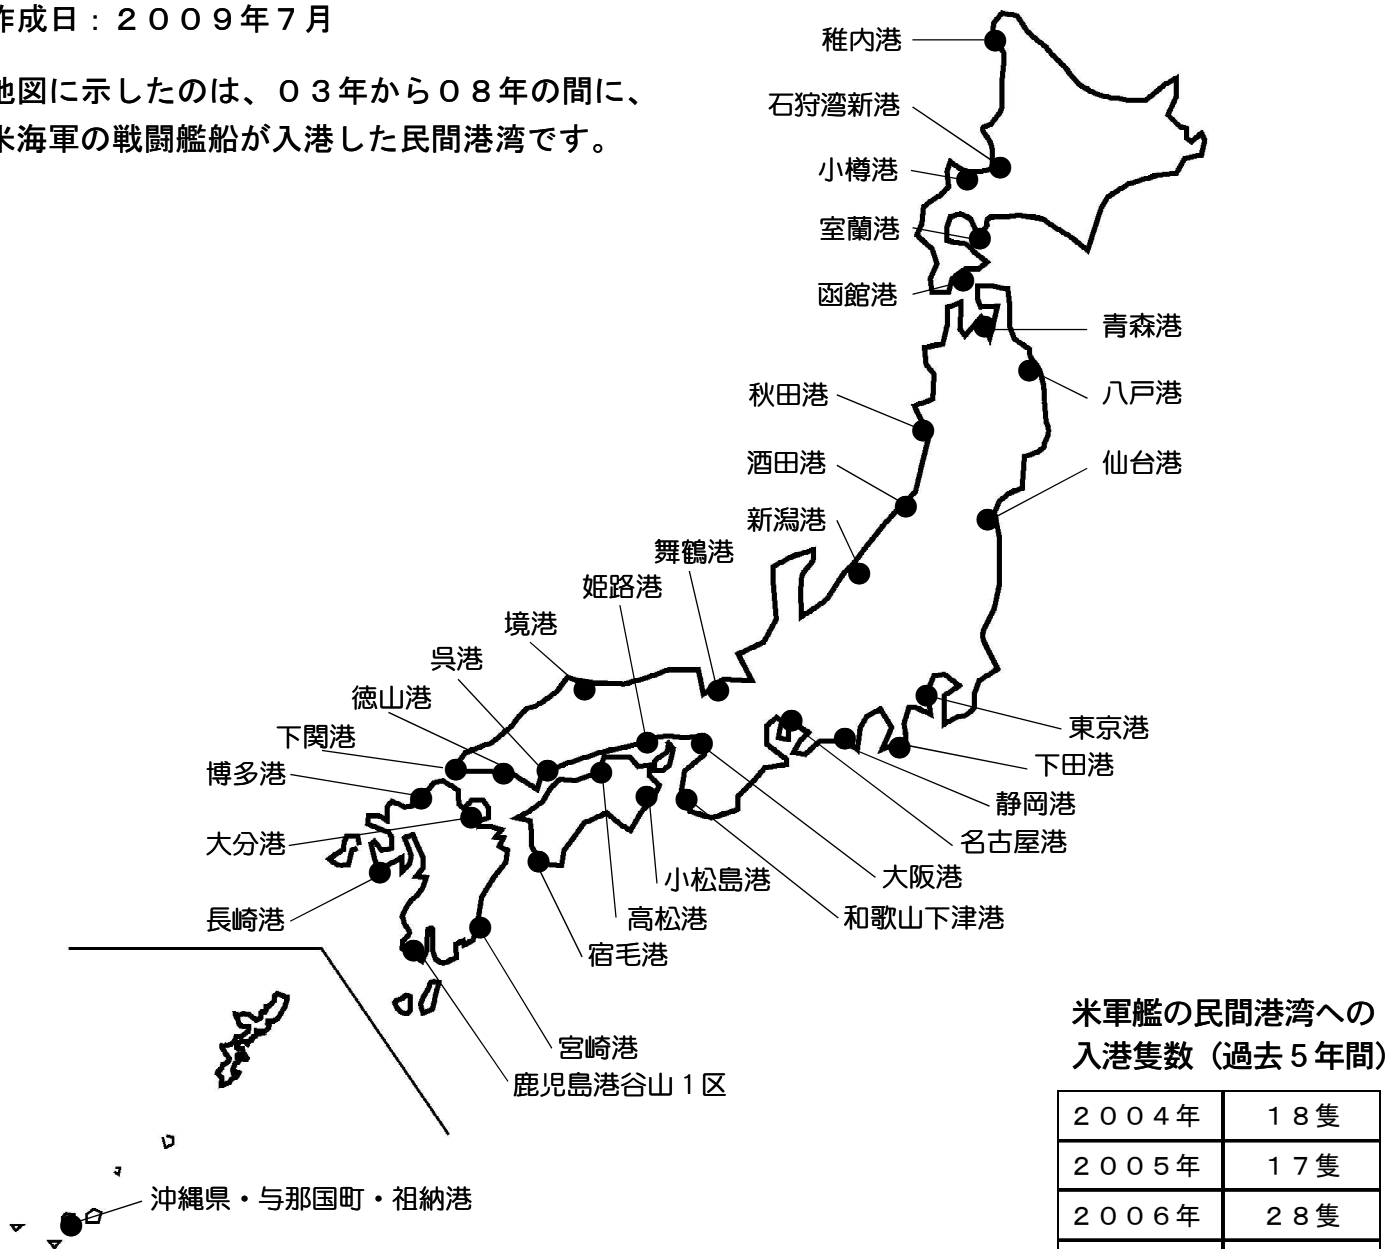 作成日：２００９年７月
地図に示したのは、０３年から０８年の間に、
米海軍の戦闘艦船が入港した民間港湾です。
稚内港
石狩湾新港
小樽港
室蘭港
函館港
青森港
八戸港
秋田港
酒田港
仙台港
新潟港
舞鶴港
姫路港
境港
呉港
徳山港
下関港
博多港
大分港
長崎港
東京港
下田港
静岡港
名古屋港
大阪港
和歌山下津港
小松島港
高松港
宿毛港
宮崎港
鹿児島港谷山１区
沖縄県・与那国町・祖納港
米軍艦の民間港湾への
入港隻数（過去５年間）
２００４年 １８隻
２００５年 １７隻
２００６年 ２８隻